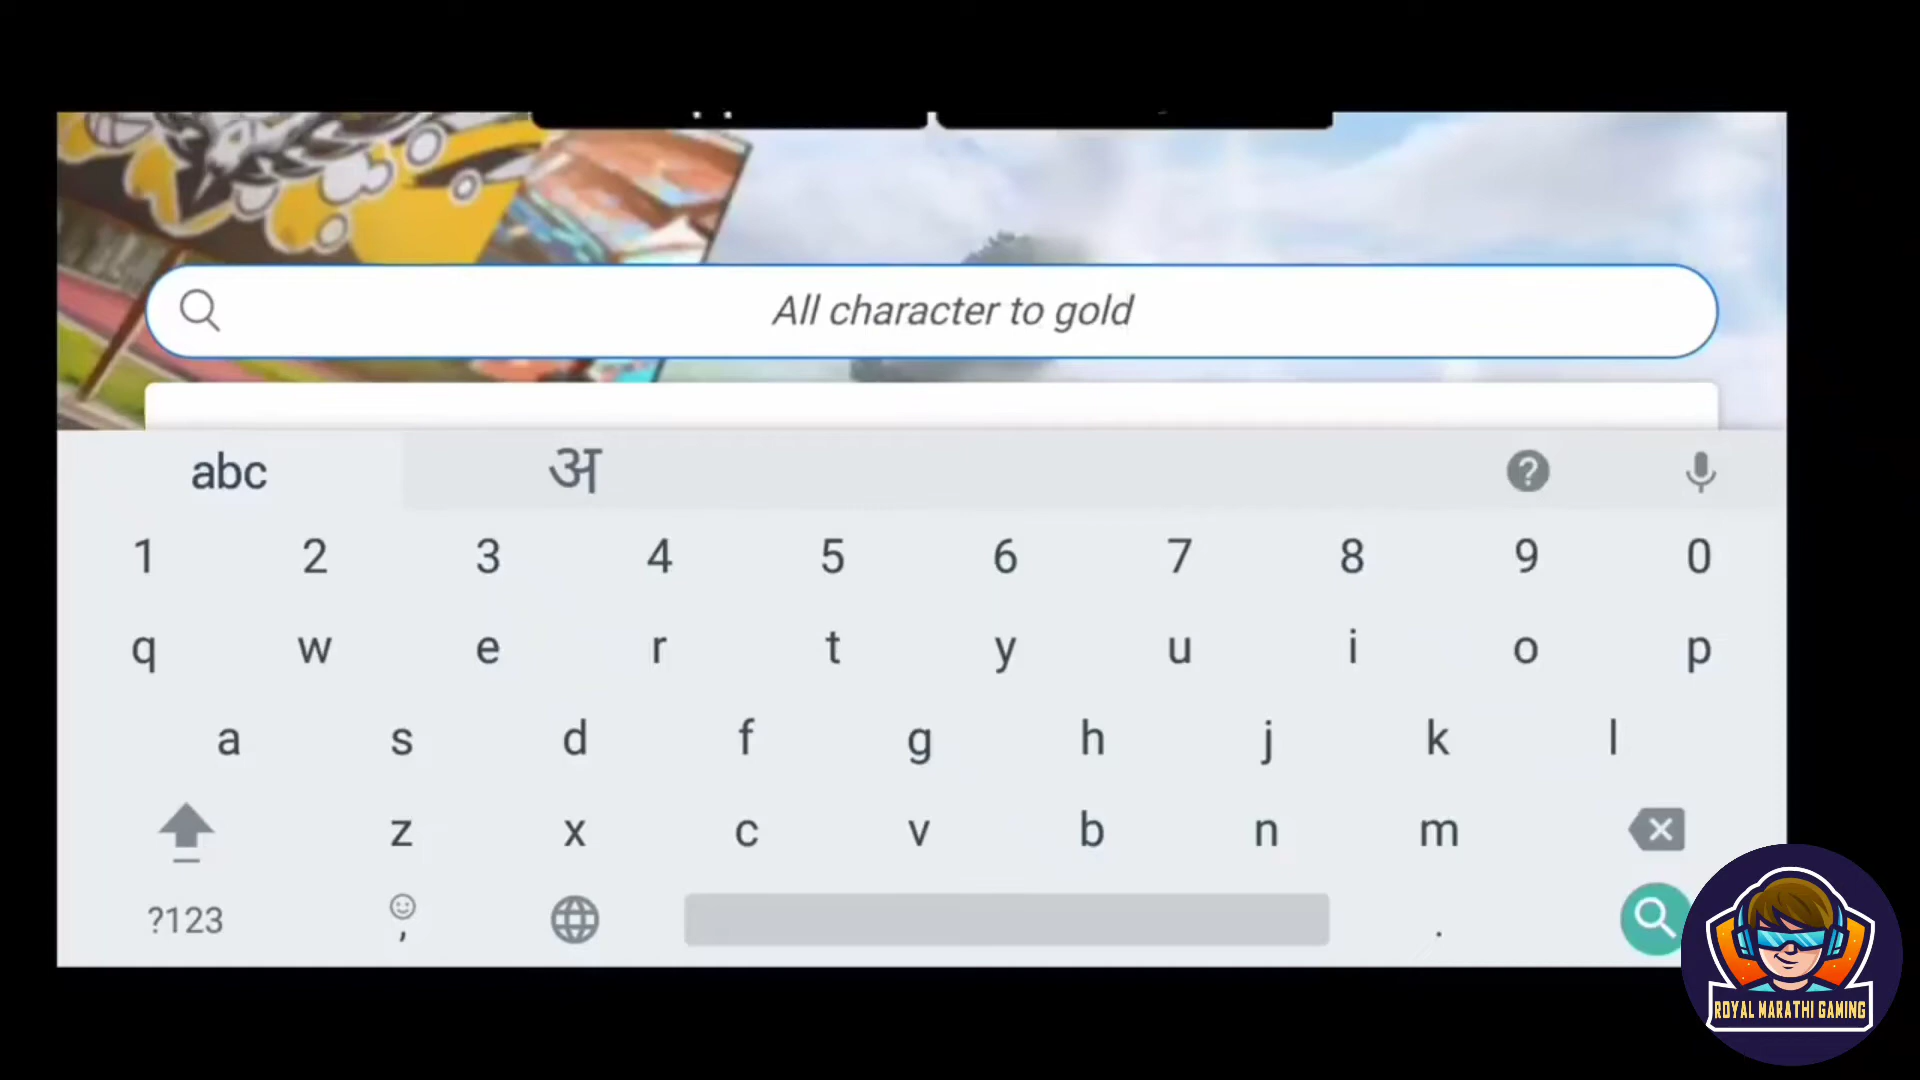 All character to gold
abc अ
1 2 3 4 5 6 7 8 9 0
q w e r t y u i o p
a s d f g h j k l
z x c v b n m
?123 , .
ROYAL MARATHI GAMING